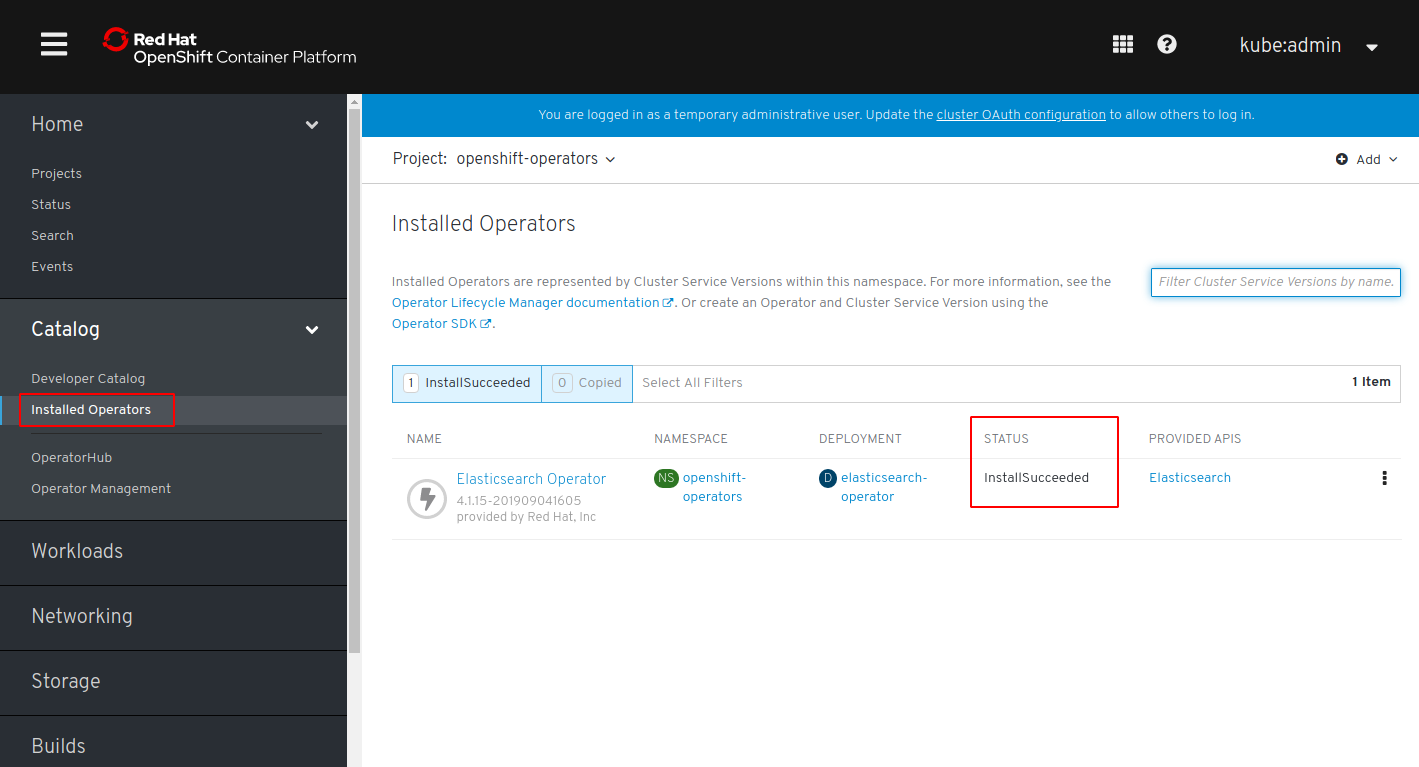 Red Hat
OpenShift Container Platform
kube:admin
Home
Projects
Status
Search
Events
Catalog
Developer Catalog
Installed Operators
OperatorHub
Operator Management
Workloads
Networking
Storage
Builds
You are logged in as a temporary administrative user. Update the cluster OAuth configuration to allow others to log in.
Project: openshift-operators
Add
Installed Operators
Installed Operators are represented by Cluster Service Versions within this namespace. For more information, see the
Operator Lifecycle Manager documentation. Or create an Operator and Cluster Service Version using the
Operator SDK.
Filter Cluster Service Versions by name.
1 InstallSucceeded 0 Copied Select All Filters 1 Item
NAME NAMESPACE DEPLOYMENT STATUS PROVIDED APIS
Elasticsearch Operator NS openshift- D elasticsearch- InstallSucceeded Elasticsearch
operators operator
4.1.15-201909041605
provided by Red Hat, Inc